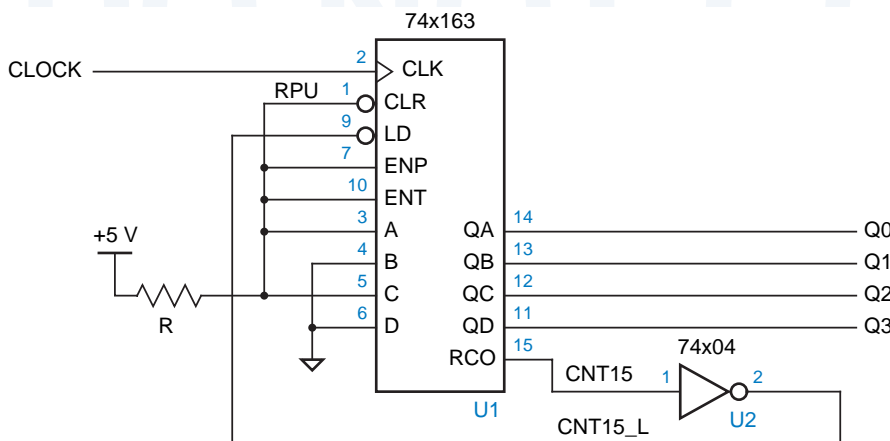 74x163
2
CLOCK
CLK
RPU
1
CLR
9
LD
7
ENP
10
ENT
3
A
QA
14
Q0
+5 V
4
B
QB
13
Q1
5
C
QC
12
Q2
R
6
D
QD
11
Q3
RCO
15
74x04
CNT15
1
2
U1
CNT15_L
U2